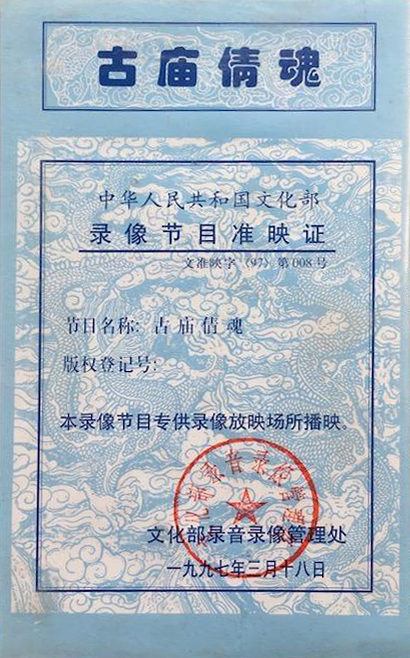 古庙倩魂
中华人民共和国文化部
录像节目准映证
文准映字（97）第008号
节目名称：古庙倩魂
版权登记号：
本录像节目专供录像放映场所播映。
文化部录音录像管理处
一九九七年三月十八日